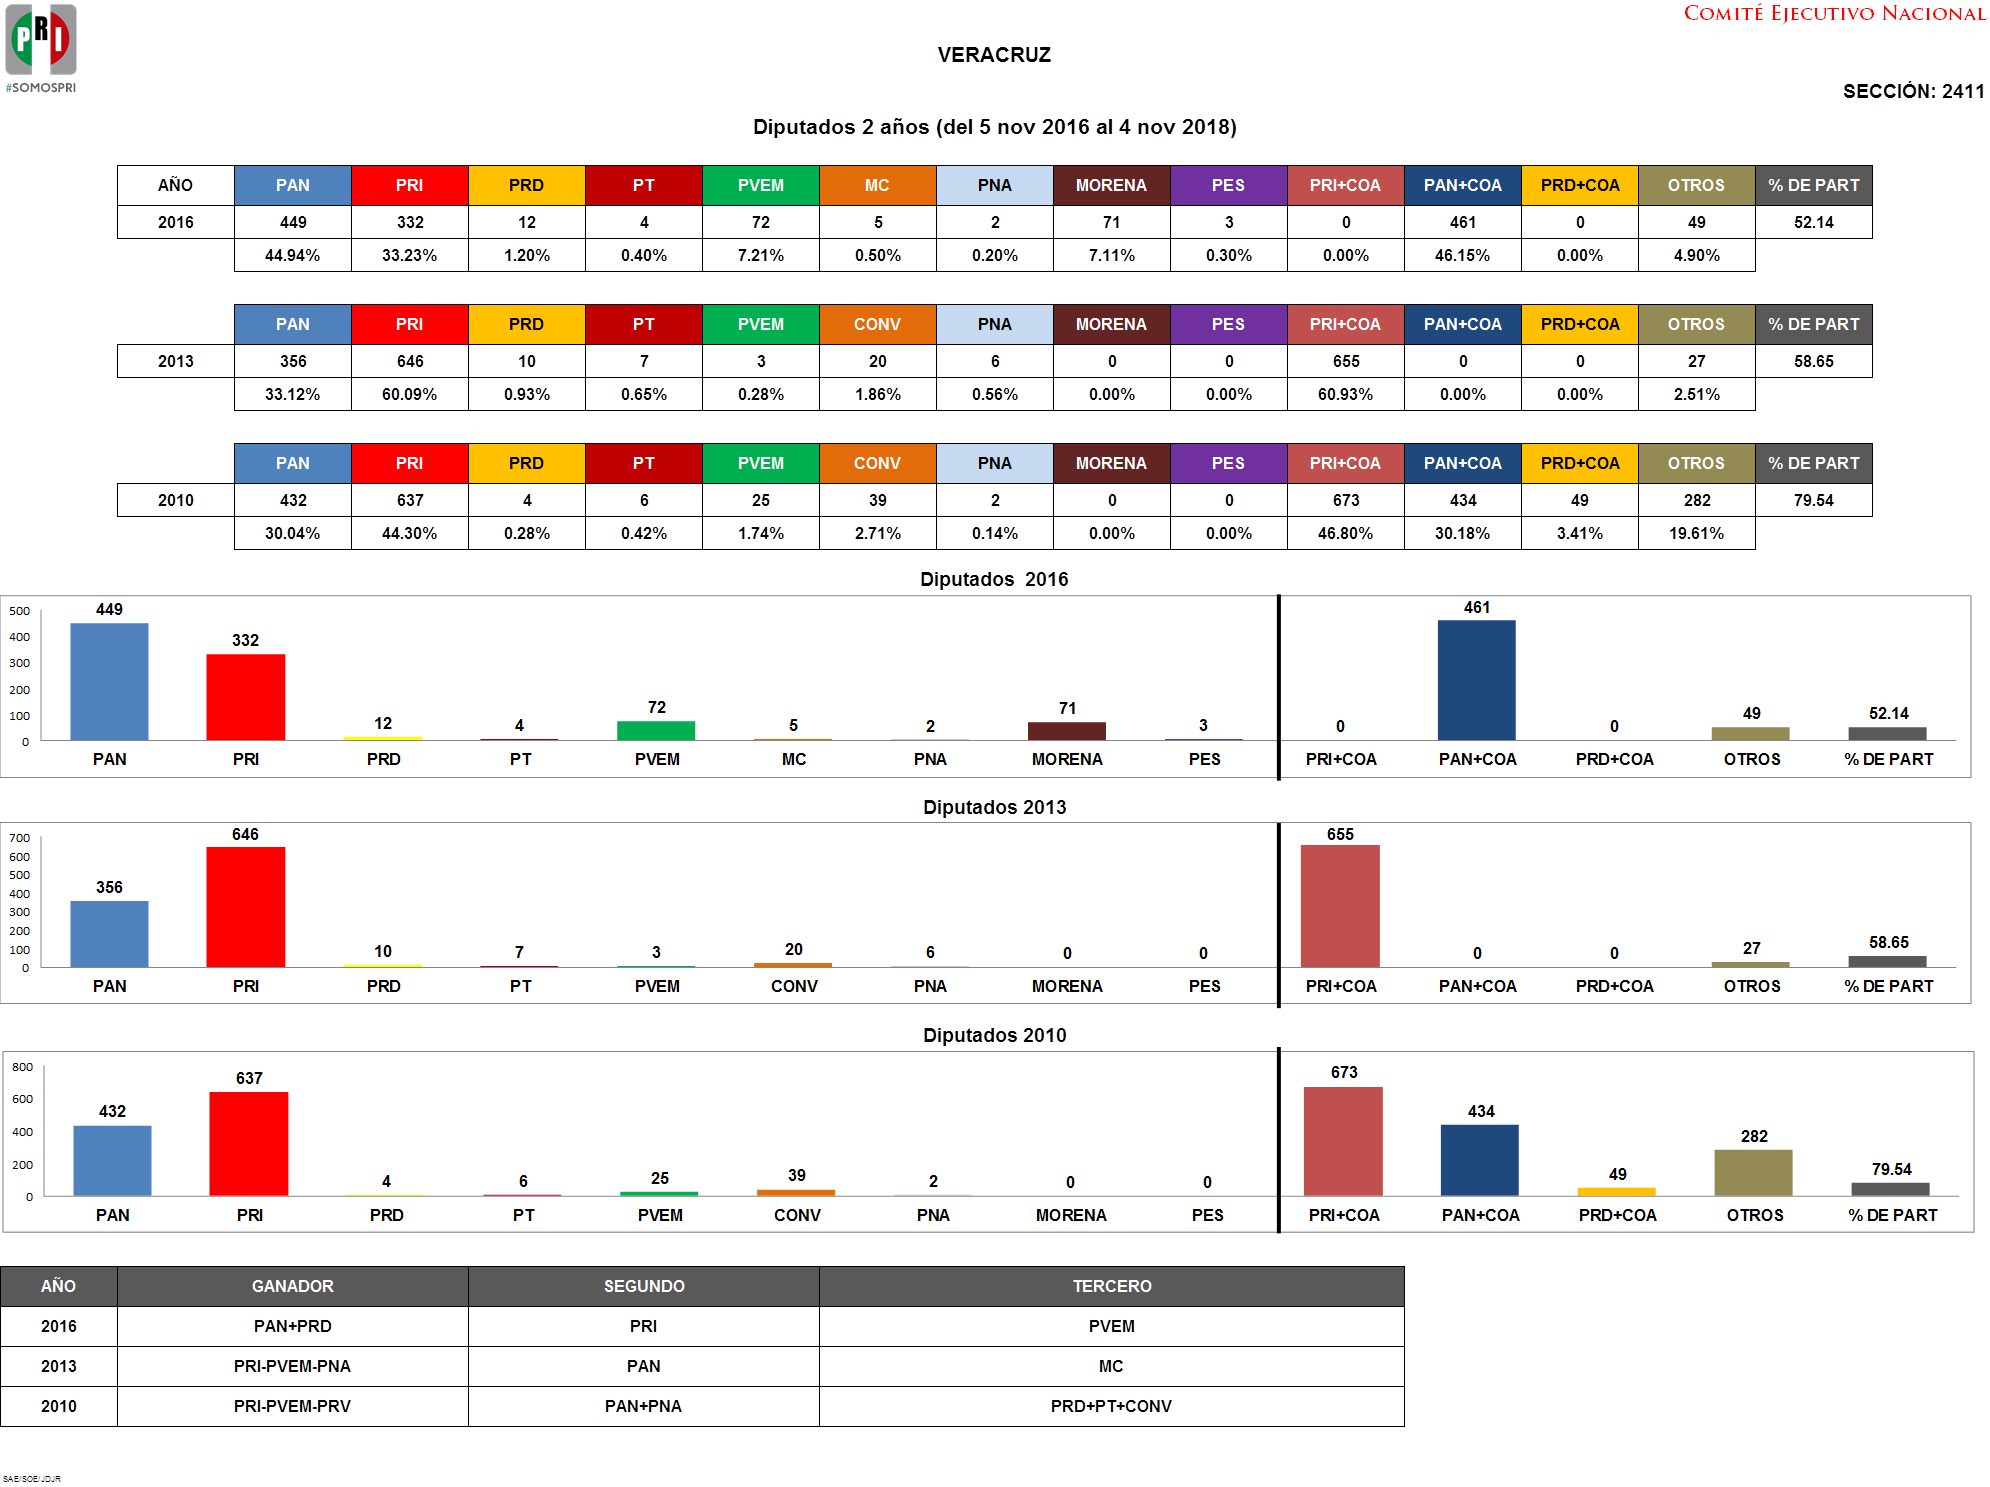 PRI
#SOMOSPRI
COMITÉ EJECUTIVO NACIONAL
VERACRUZ
SECCIÓN: 2411
Diputados 2 años (del 5 nov 2016 al 4 nov 2018)
AÑO PAN PRI PRD PT PVEM MC PNA MORENA PES PRI+COA PAN+COA PRD+COA OTROS % DE PART
2016 449 332 12 4 72 5 2 71 3 0 461 0 49 52.14
44.94% 33.23% 1.20% 0.40% 7.21% 0.50% 0.20% 7.11% 0.30% 0.00% 46.15% 0.00% 4.90%
PAN PRI PRD PT PVEM CONV PNA MORENA PES PRI+COA PAN+COA PRD+COA OTROS % DE PART
2013 356 646 10 7 3 20 6 0 0 655 0 0 27 58.65
33.12% 60.09% 0.93% 0.65% 0.28% 1.86% 0.56% 0.00% 0.00% 60.93% 0.00% 0.00% 2.51%
PAN PRI PRD PT PVEM CONV PNA MORENA PES PRI+COA PAN+COA PRD+COA OTROS % DE PART
2010 432 637 4 6 25 39 2 0 0 673 434 49 282 79.54
30.04% 44.30% 0.28% 0.42% 1.74% 2.71% 0.14% 0.00% 0.00% 46.80% 30.18% 3.41% 19.61%
Diputados 2016
500
400
300
200
100
0
449 332 12 4 72 5 2 71 3 0 461 0 49 52.14
PAN PRI PRD PT PVEM MC PNA MORENA PES PRI+COA PAN+COA PRD+COA OTROS % DE PART
Diputados 2013
700
600
500
400
300
200
100
0
356 646 10 7 3 20 6 0 0 655 0 0 27 58.65
PAN PRI PRD PT PVEM CONV PNA MORENA PES PRI+COA PAN+COA PRD+COA OTROS % DE PART
Diputados 2010
800
600
400
200
0
432 637 4 6 25 39 2 0 0 673 434 49 282 79.54
PAN PRI PRD PT PVEM CONV PNA MORENA PES PRI+COA PAN+COA PRD+COA OTROS % DE PART
AÑO GANADOR SEGUNDO TERCERO
2016 PAN+PRD PRI PVEM
2013 PRI-PVEM-PNA PAN MC
2010 PRI-PVEM-PRV PAN+PNA PRD+PT+CONV
SAE/SOE/JDJR